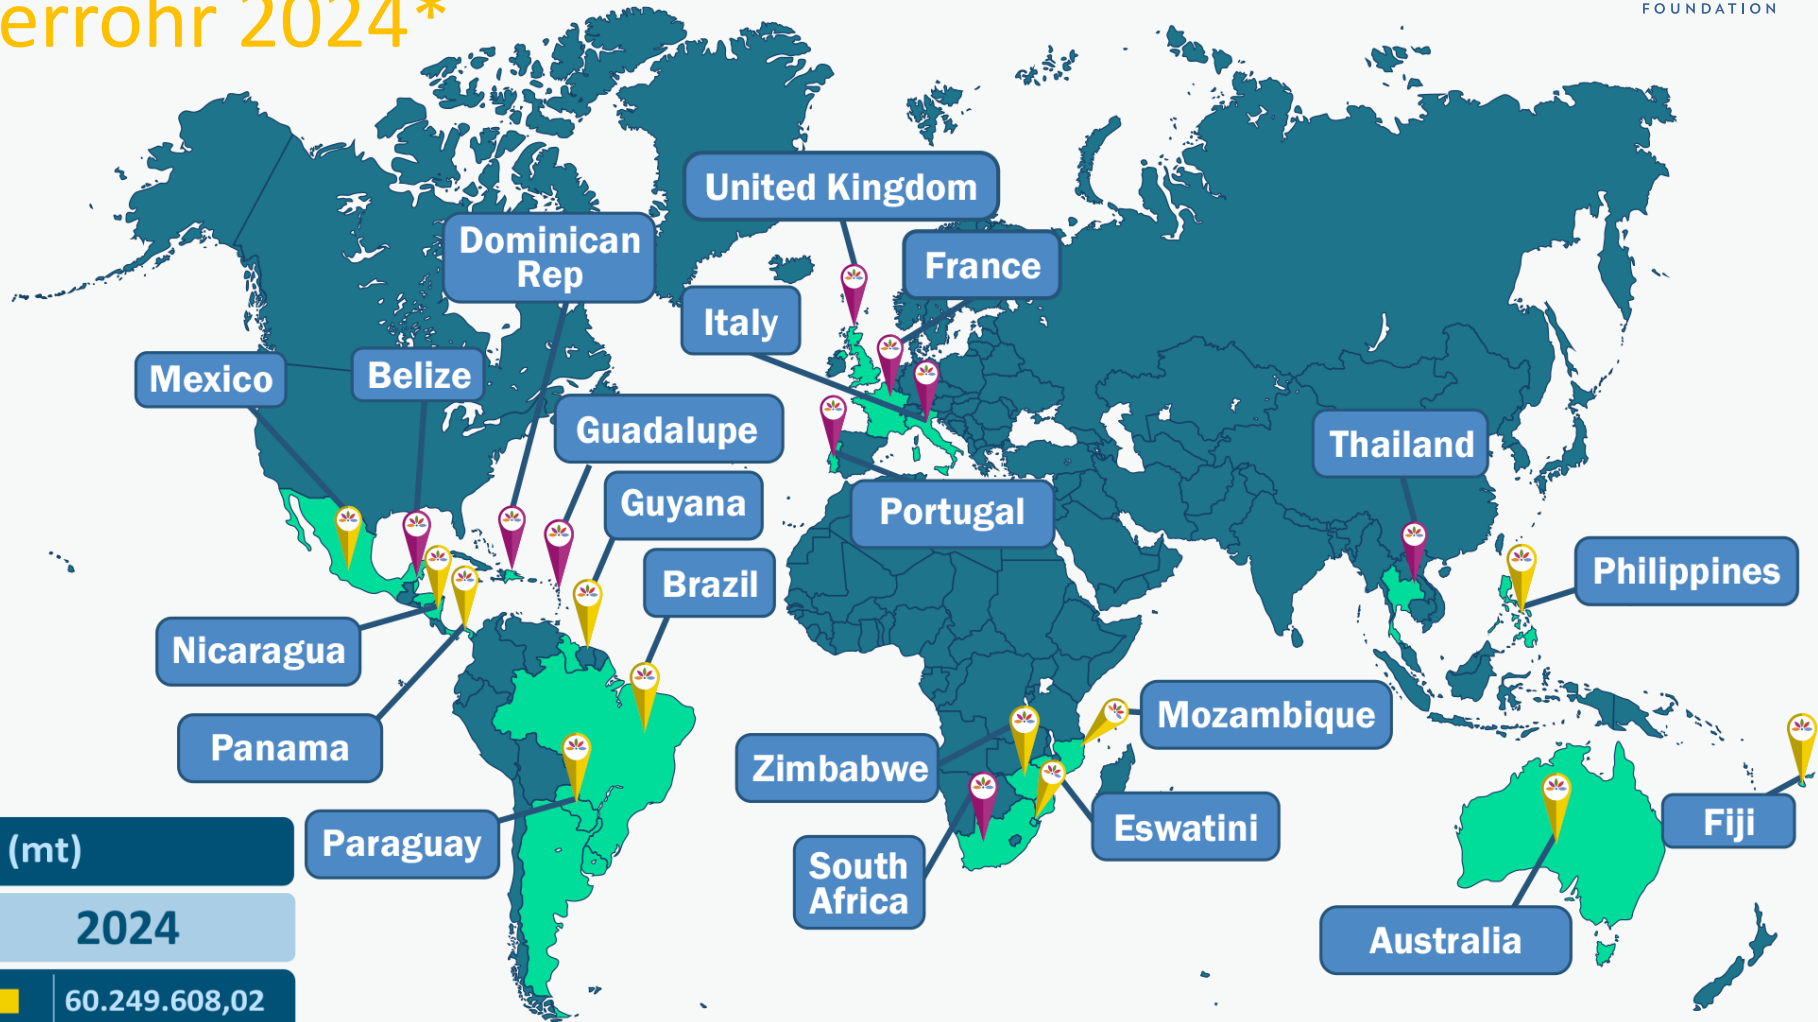 errohr 2024*
FOUNDATION
United Kingdom
Dominican
Rep
France
Italy
Mexico
Belize
Guadalupe
Thailand
Guyana
Portugal
Brazil
Philippines
Nicaragua
Mozambique
Panama
Zimbabwe
Fiji
Eswatini
Paraguay
South
Africa
Australia
(mt)
2024
60.249.608,02